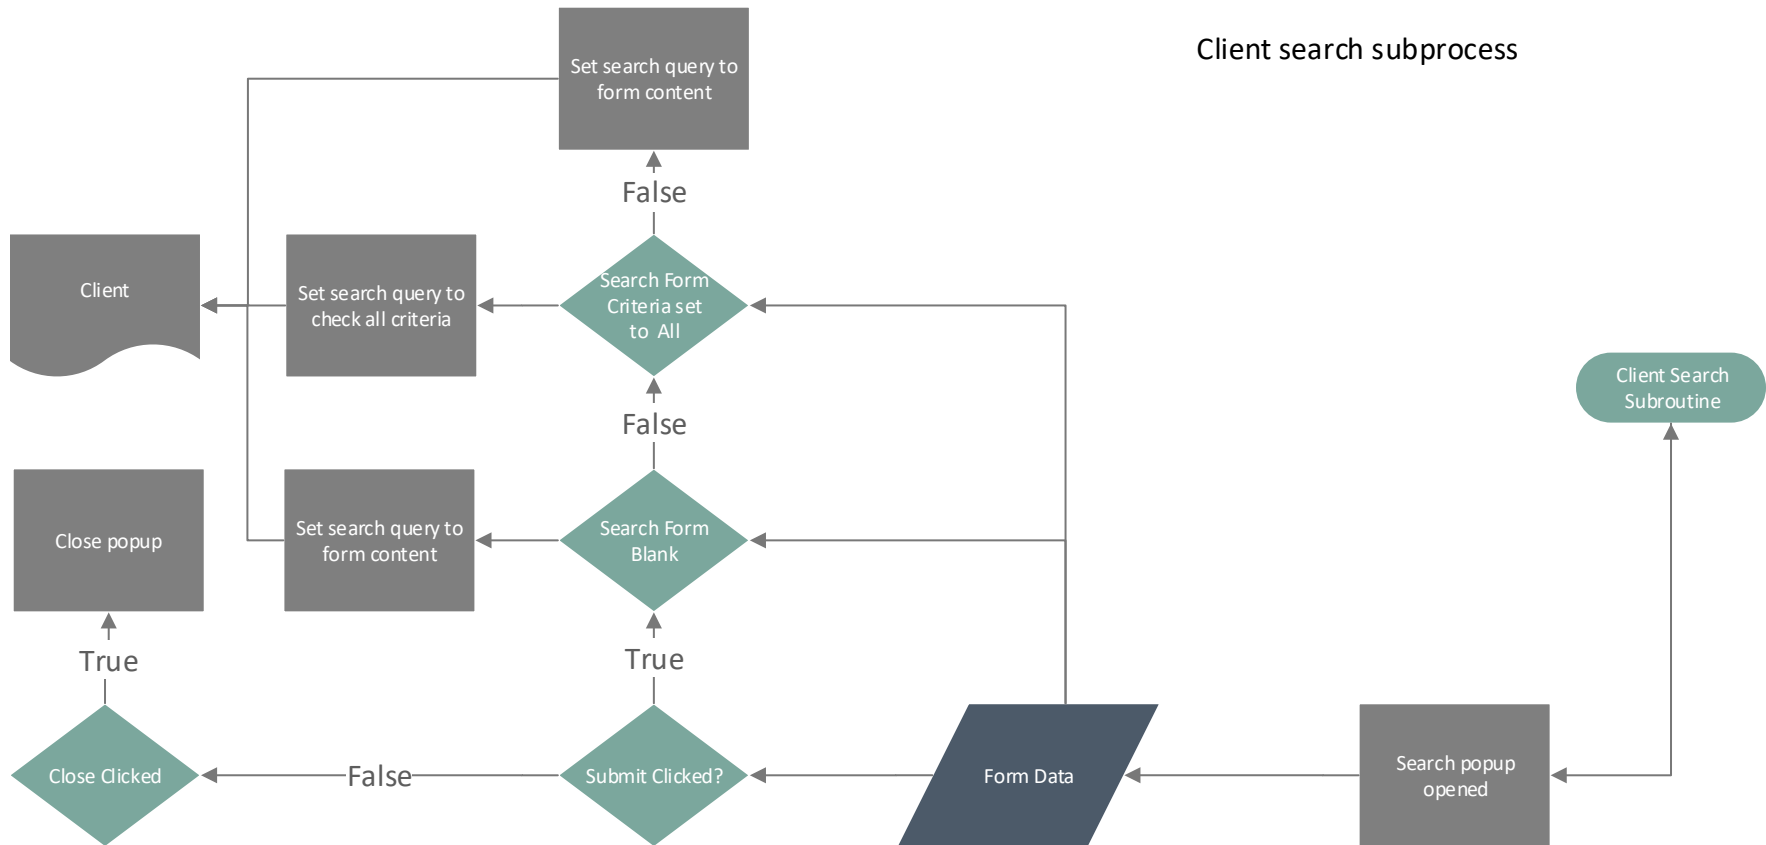 Client search subprocess
Set search query to
form content
False
Client
Set search query to
check all criteria
Search Form
Criteria set
to All
Client Search
Subroutine
False
Close popup
Set search query to
form content
Search Form
Blank
True
True
Close Clicked
False
Submit Clicked?
Form Data
Search popup
opened